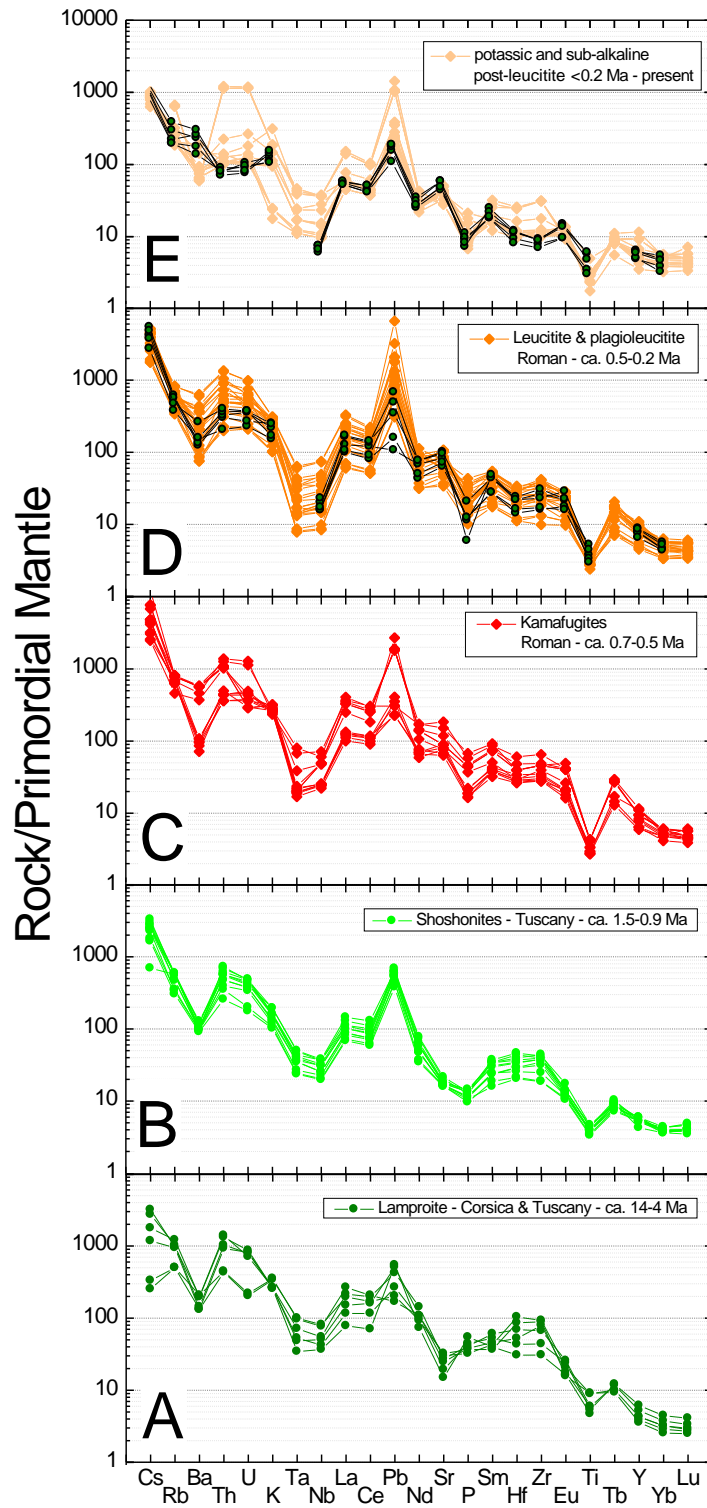 Rock/Primordial Mantle
10000
potassic and sub-alkaline
post-leucitite <0.2 Ma - present
1000
100
10
E
1
Leucitite & plagioleucitite
Roman - ca. 0.5-0.2 Ma
1000
100
10
D
1
Kamafugites
Roman - ca. 0.7-0.5 Ma
1000
100
10
C
1
Shoshonites - Tuscany - ca. 1.5-0.9 Ma
1000
100
10
B
1
Lamproite - Corsica & Tuscany - ca. 14-4 Ma
1000
100
10
A
1
Cs Ba U Ta La Pb Sr Sm Zr Ti Y Lu
Rb Th K Nb Ce Nd P Hf Eu Tb Yb